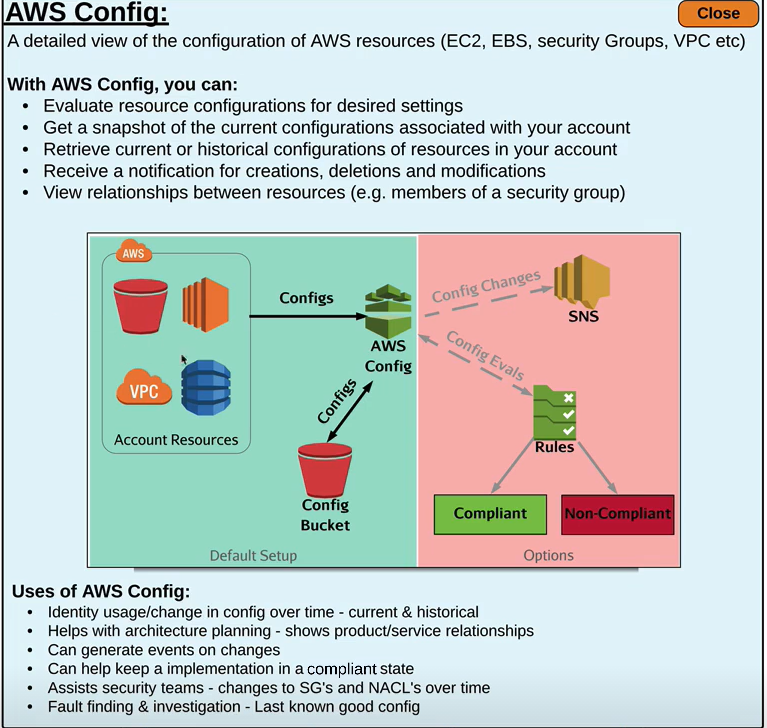 AWS Config:
Close
A detailed view of the configuration of AWS resources (EC2, EBS, security Groups, VPC etc)
With AWS Config, you can:
• Evaluate resource configurations for desired settings
• Get a snapshot of the current configurations associated with your account
• Retrieve current or historical configurations of resources in your account
• Receive a notification for creations, deletions and modifications
• View relationships between resources (e.g. members of a security group)
AWS
VPC
Account Resources
Configs
AWS
Config
Configs
Config
Bucket
Default Setup
Config Changes
SNS
Config Evals
Rules
Compliant
Non-Compliant
Options
Uses of AWS Config:
• Identity usage/change in config over time - current & historical
• Helps with architecture planning - shows product/service relationships
• Can generate events on changes
• Can help keep a implementation in a compliant state
• Assists security teams - changes to SG's and NACL's over time
• Fault finding & investigation - Last known good config